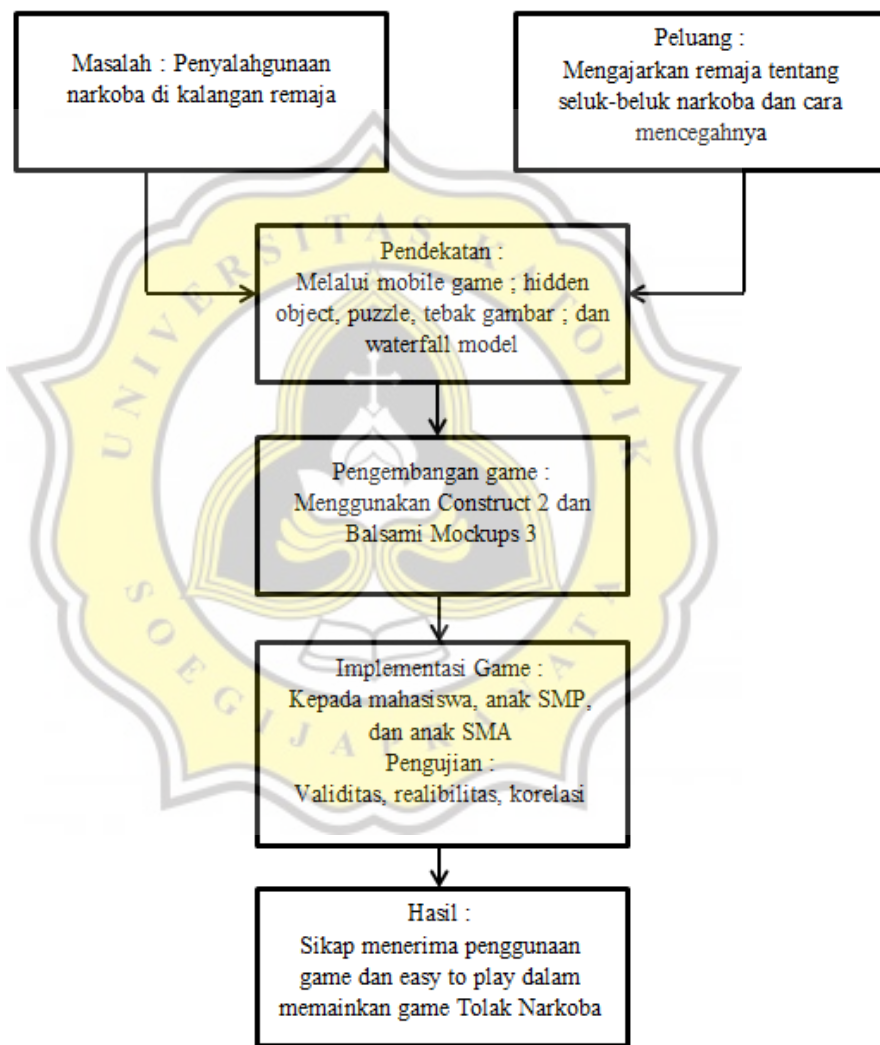 Masalah : Penyalahgunaan
narkoba di kalangan remaja
Peluang :
Mengajarkan remaja tentang
seluk-beluk narkoba dan cara
mencegahnya
Pendekatan :
Melalui mobile game ; hidden
object, puzzle, tebak gambar ; dan
waterfall model
Pengembangan game :
Menggunakan Construct 2 dan
Balsami Mockups 3
Implementasi Game :
Kepada mahasiswa, anak SMP,
dan anak SMA
Pengujian :
Validitas, realibilitas, korelasi
Hasil :
Sikap menerima penggunaan
game dan easy to play dalam
memainkan game Tolak Narkoba
UNIVERSITAS KATOLIK
SOEGIJAPRANATA